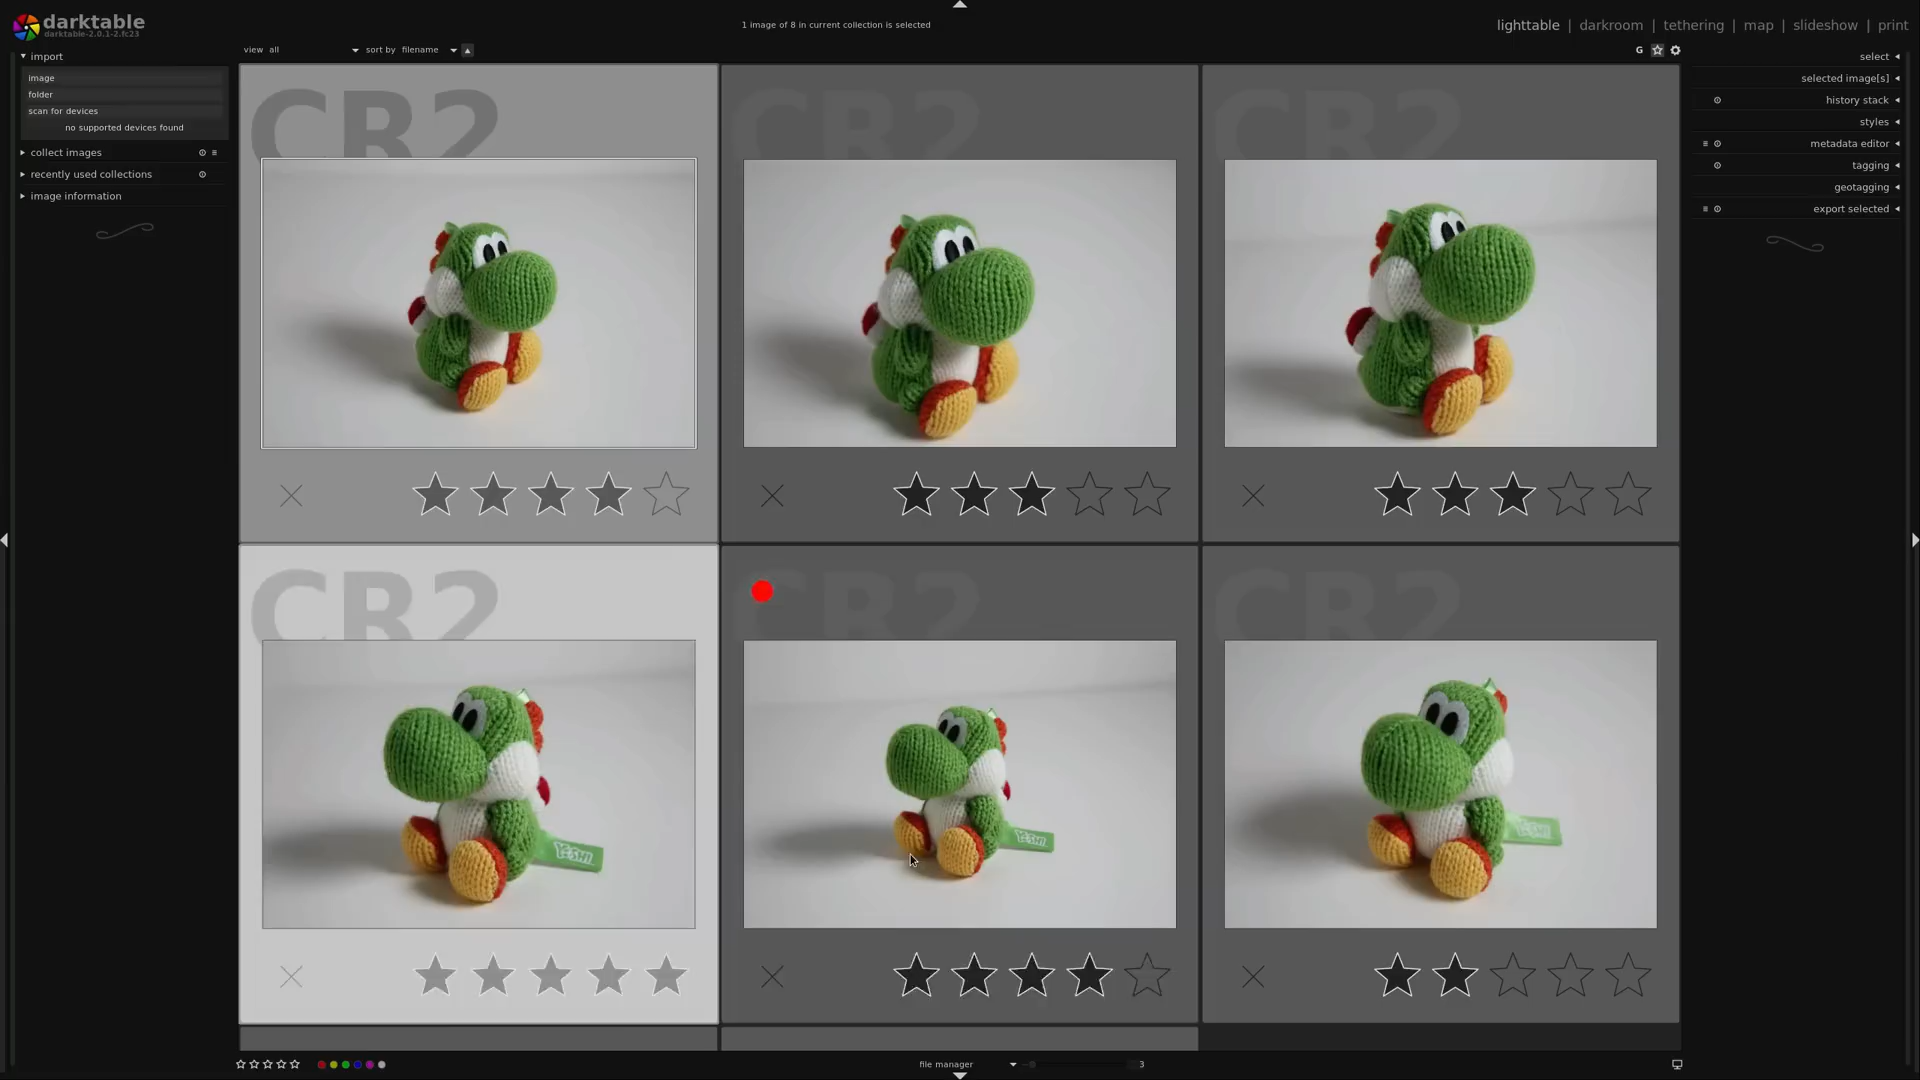 darktable
darktable-2.0.1-2.fc23
1 image of 8 in current collection is selected
lighttable | darkroom | tethering | map | slideshow | print
import
view all
sort by filename
G
select
image
folder
scan for devices
no supported devices found
selected image[s]
history stack
styles
collect images
metadata editor
recently used collections
tagging
image information
geotagging
export selected
CR2
CR2
CR2
CR2
CR2
CR2
YOSHI
YOSHI
YOSHI
file manager
3